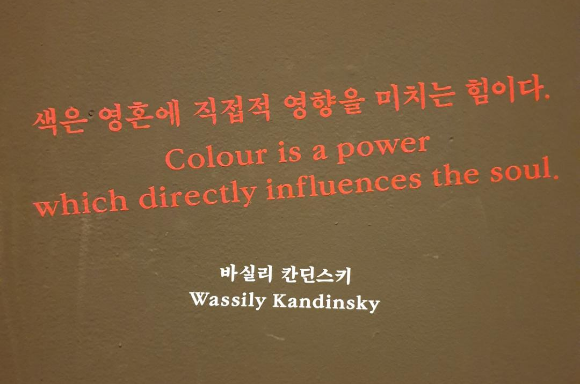 색은 영혼에 직접적 영향을 미치는 힘이다.
Colour is a power
which directly influences the soul.
바실리 칸딘스키
Wassily Kandinsky